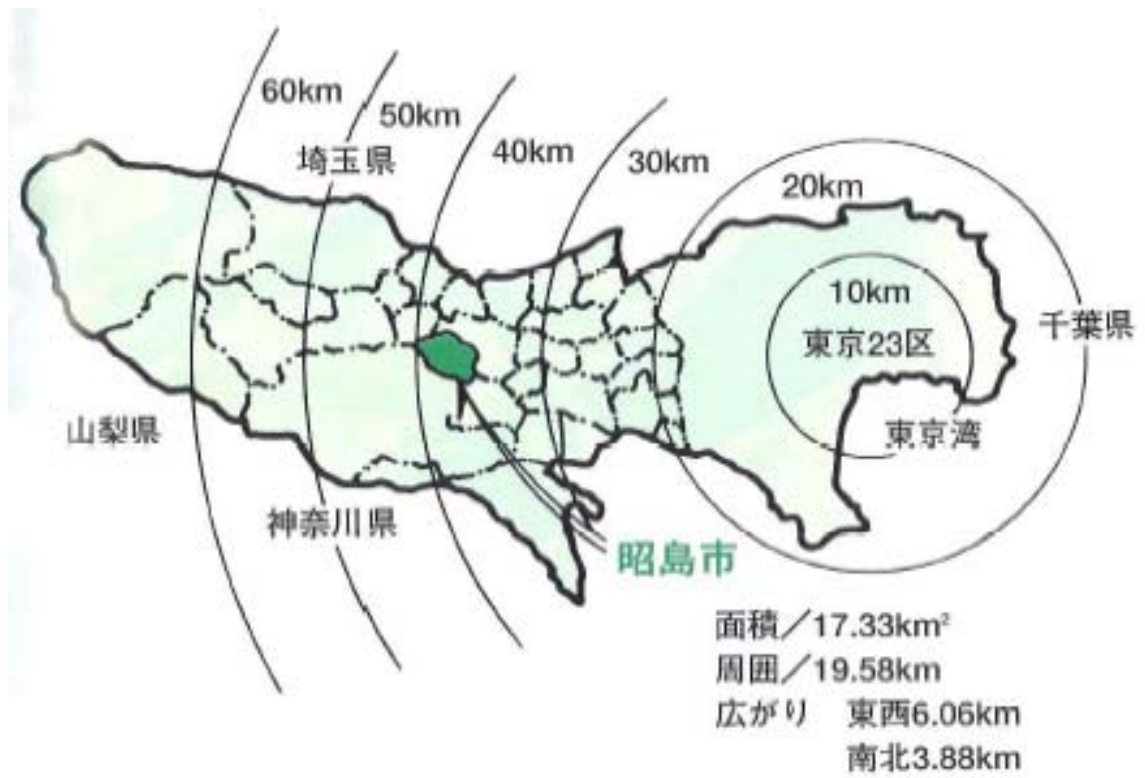 60km
50km
埼玉県
40km
30km
20km
10km
東京23区
千葉県
山梨県
東京湾
神奈川県
昭島市
面積／17.33km²
周囲／19.58km
広がり 東西6.06km
南北3.88km